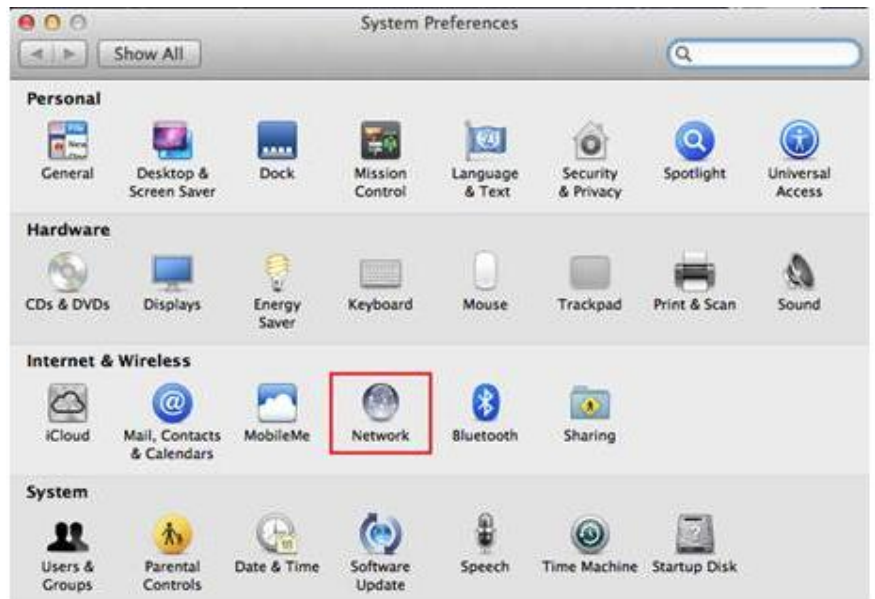 System Preferences
Show All
Personal
General
Desktop &
Screen Saver
Dock
Mission
Control
Language
& Text
Security
& Privacy
Spotlight
Universal
Access
Hardware
CDs & DVDs
Displays
Energy
Saver
Keyboard
Mouse
Trackpad
Print & Scan
Sound
Internet & Wireless
iCloud
Mail, Contacts
& Calendars
MobileMe
Network
Bluetooth
Sharing
System
Users &
Groups
Parental
Controls
Date & Time
Software
Update
Speech
Time Machine
Startup Disk